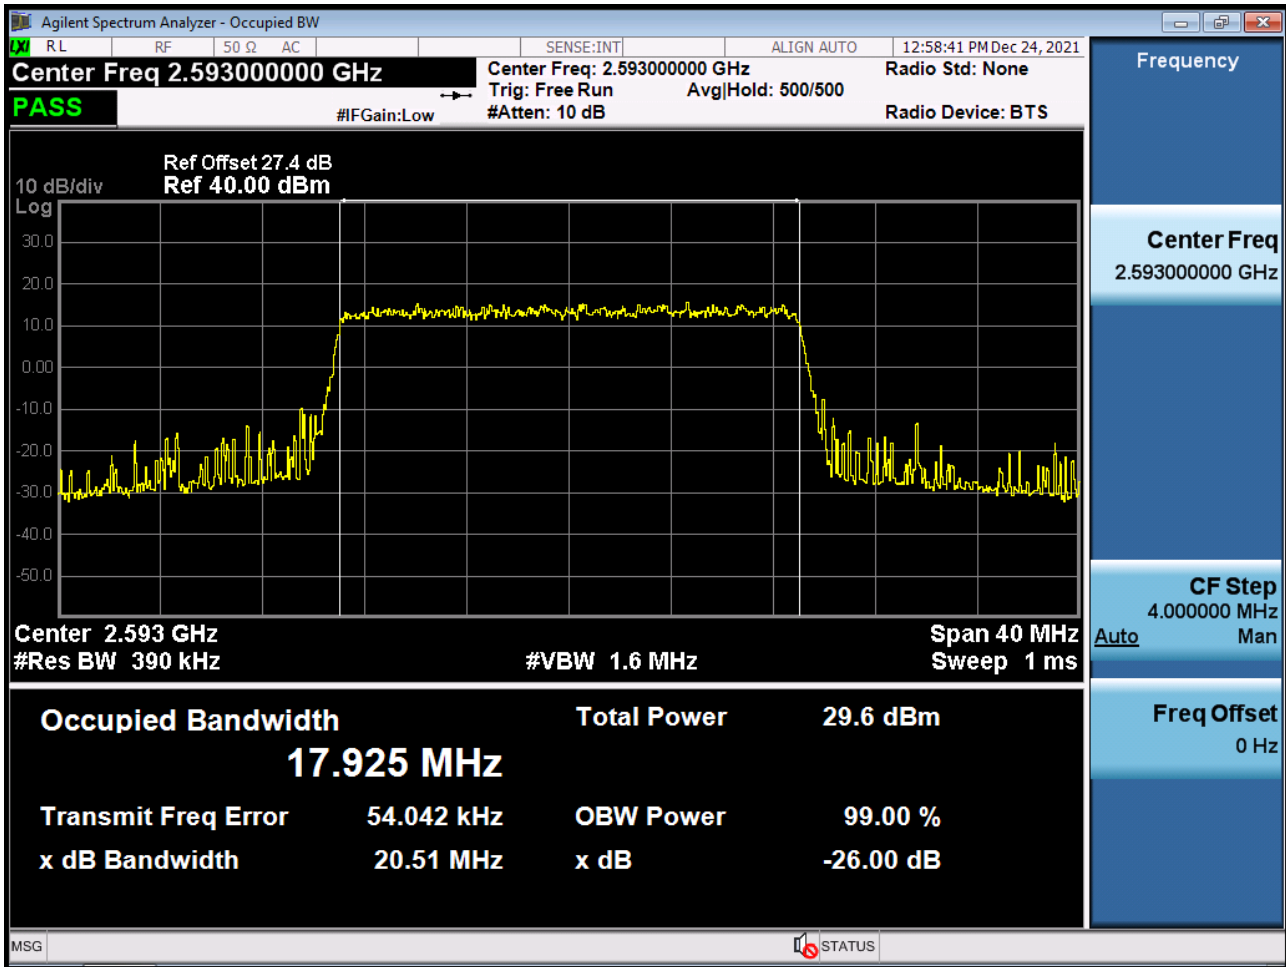 Agilent Spectrum Analyzer - Occupied BW
LXI RL RF 50 Ω AC SENSE:INT ALIGN AUTO 12:58:41 PM Dec 24, 2021
Center Freq 2.593000000 GHz
Center Freq: 2.593000000 GHz
Radio Std: None
Trig: Free Run Avg|Hold: 500/500
PASS
#IFGain:Low
#Atten: 10 dB
Radio Device: BTS
Ref Offset 27.4 dB
10 dB/div Ref 40.00 dBm
Log
30.0
20.0
10.0
0.00
-10.0
-20.0
-30.0
-40.0
-50.0
Center 2.593 GHz Span 40 MHz
#Res BW 390 kHz #VBW 1.6 MHz Sweep 1 ms
Occupied Bandwidth Total Power 29.6 dBm
17.925 MHz
Transmit Freq Error 54.042 kHz OBW Power 99.00 %
x dB Bandwidth 20.51 MHz x dB -26.00 dB
Frequency
Center Freq
2.593000000 GHz
CF Step
4.000000 MHz
Auto Man
Freq Offset
0 Hz
MSG STATUS